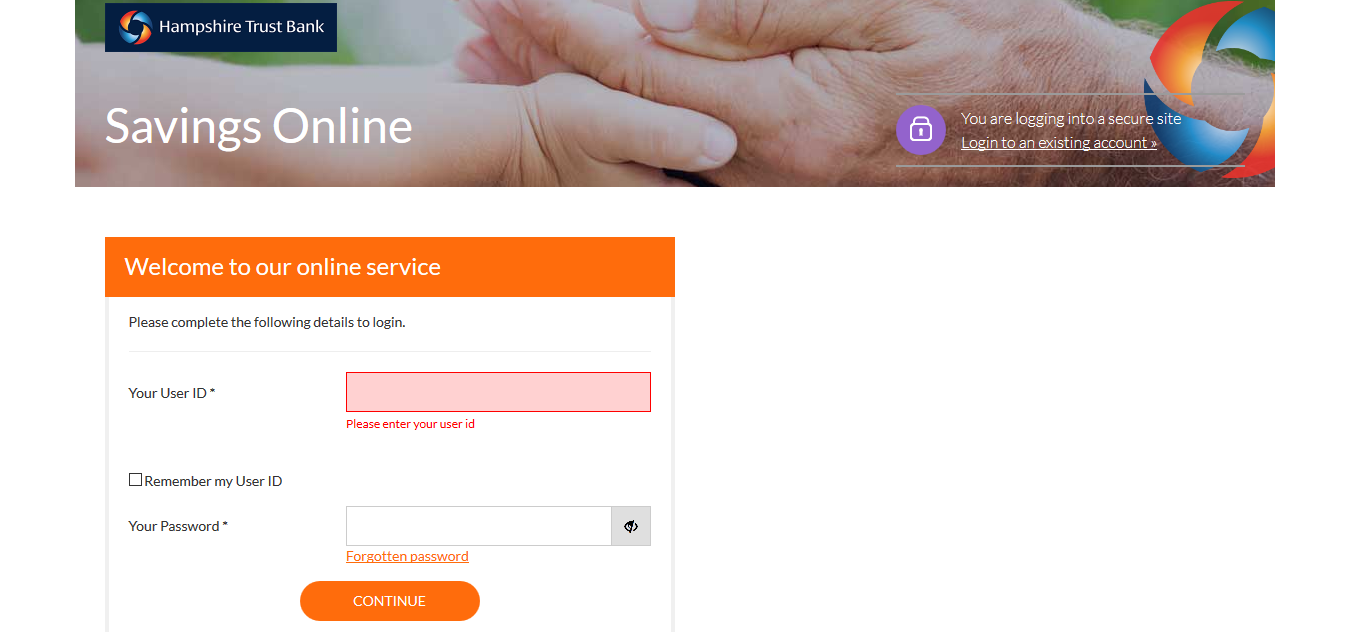 Hampshire Trust Bank
Savings Online
You are logging into a secure site
Login to an existing account »
Welcome to our online service
Please complete the following details to login.
Your User ID *
Please enter your user id
Remember my User ID
Your Password *
Forgotten password
CONTINUE